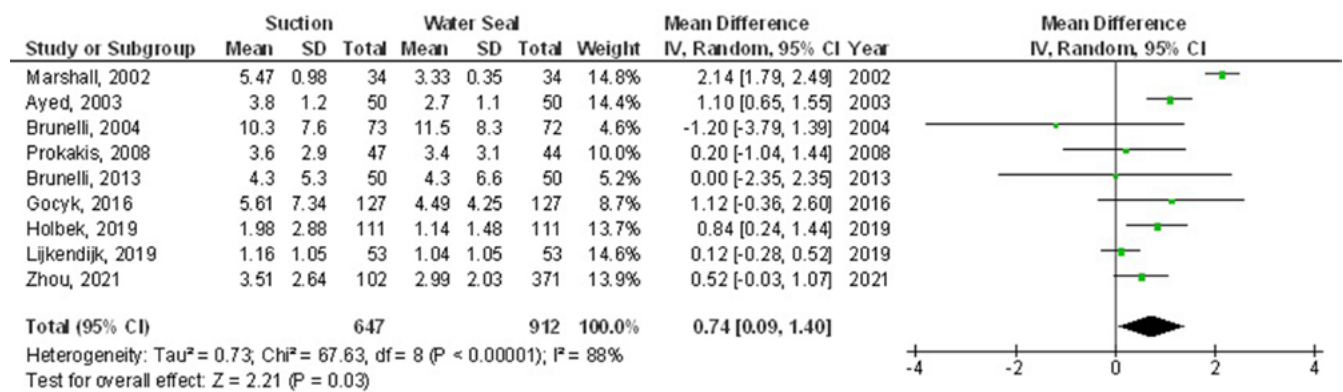 Suction Water Seal Mean Difference Mean Difference
Study or Subgroup Mean SD Total Mean SD Total Weight IV, Random, 95% CI Year IV, Random, 95% CI
Marshall, 2002 5.47 0.98 34 3.33 0.35 34 14.8% 2.14 [1.79, 2.49] 2002
Ayed, 2003 3.8 1.2 50 2.7 1.1 50 14.4% 1.10 [0.65, 1.55] 2003
Brunelli, 2004 10.3 7.6 73 11.5 8.3 72 4.6% -1.20 [-3.79, 1.39] 2004
Prokakis, 2008 3.6 2.9 47 3.4 3.1 44 10.0% 0.20 [-1.04, 1.44] 2008
Brunelli, 2013 4.3 5.3 50 4.3 6.6 50 5.2% 0.00 [-2.35, 2.35] 2013
Gocyk, 2016 5.61 7.34 127 4.49 4.25 127 8.7% 1.12 [-0.36, 2.60] 2016
Holbek, 2019 1.98 2.88 111 1.14 1.48 111 13.7% 0.84 [0.24, 1.44] 2019
Lijkendijk, 2019 1.16 1.05 53 1.04 1.05 53 14.6% 0.12 [-0.28, 0.52] 2019
Zhou, 2021 3.51 2.64 102 2.99 2.03 371 13.9% 0.52 [-0.03, 1.07] 2021
Total (95% CI) 647 912 100.0% 0.74 [0.09, 1.40]
Heterogeneity: Tau² = 0.73; Chi² = 67.63, df = 8 (P < 0.00001); I² = 88%
Test for overall effect: Z = 2.21 (P = 0.03)
-4 -2 0 2 4